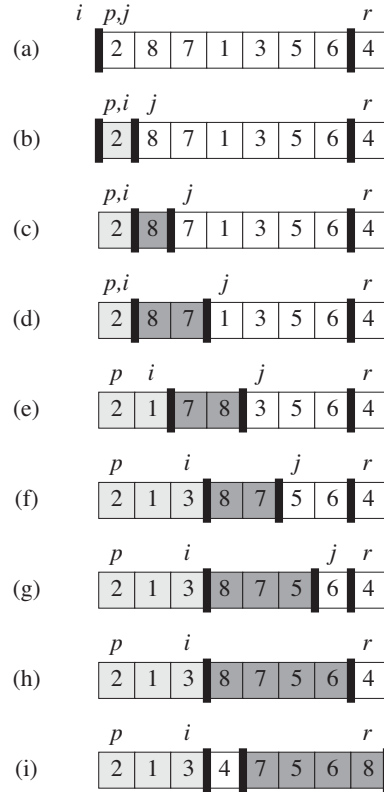 i p,j r
(a) 2 8 7 1 3 5 6 4
p,i j r
(b) 2 8 7 1 3 5 6 4
p,i j r
(c) 2 8 7 1 3 5 6 4
p,i j r
(d) 2 8 7 1 3 5 6 4
p i j r
(e) 2 1 7 8 3 5 6 4
p i j r
(f) 2 1 3 8 7 5 6 4
p i j r
(g) 2 1 3 8 7 5 6 4
p i r
(h) 2 1 3 8 7 5 6 4
p i r
(i) 2 1 3 4 7 5 6 8